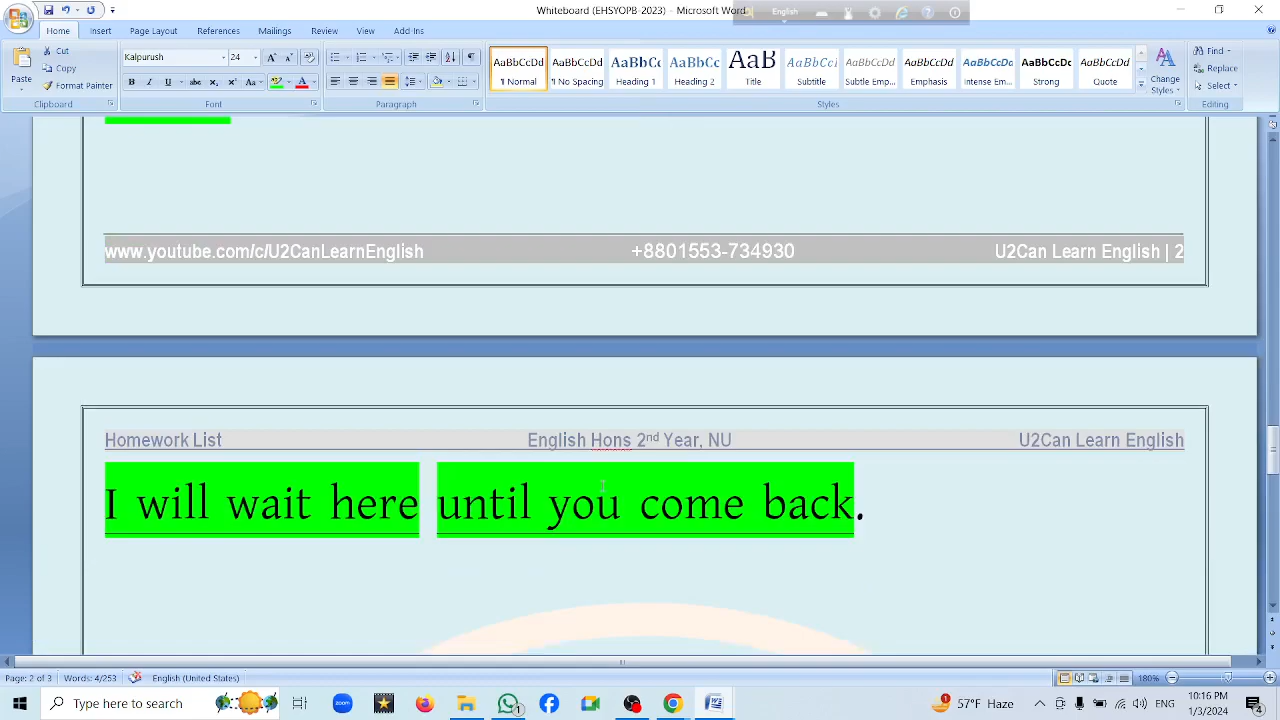 Whiteboard (EHSYOPB-2023) - Microsoft Word
English
Home Insert Page Layout References Mailings Review View Add-Ins
Paste Cut Copy Format Painter Clipboard
Kalpurush 24 Font
Paragraph
AaBbCcDd AaBbCcDd AaBbC AaBbCc AaB AaBbCcI AaBbCcDd AaBbCcDd AaBbCcDd AaBbCcDc AaBbCcDd
¶ Normal ¶ No Spacing Heading 1 Heading 2 Title Subtitle Subtle Emp... Emphasis Intense Em... Strong Quote
Change Styles Styles
Find Replace Select Editing
www.youtube.com/c/U2CanLearnEnglish +8801553-734930 U2Can Learn English | 2
Homework List English Hons 2nd Year, NU U2Can Learn English
I will wait here until you come back.
Page: 2 of 3 Words: 4/253 English (United States) 180%
Type here to search zoom 57°F Haze ENG 10:16 PM
1/3/2024